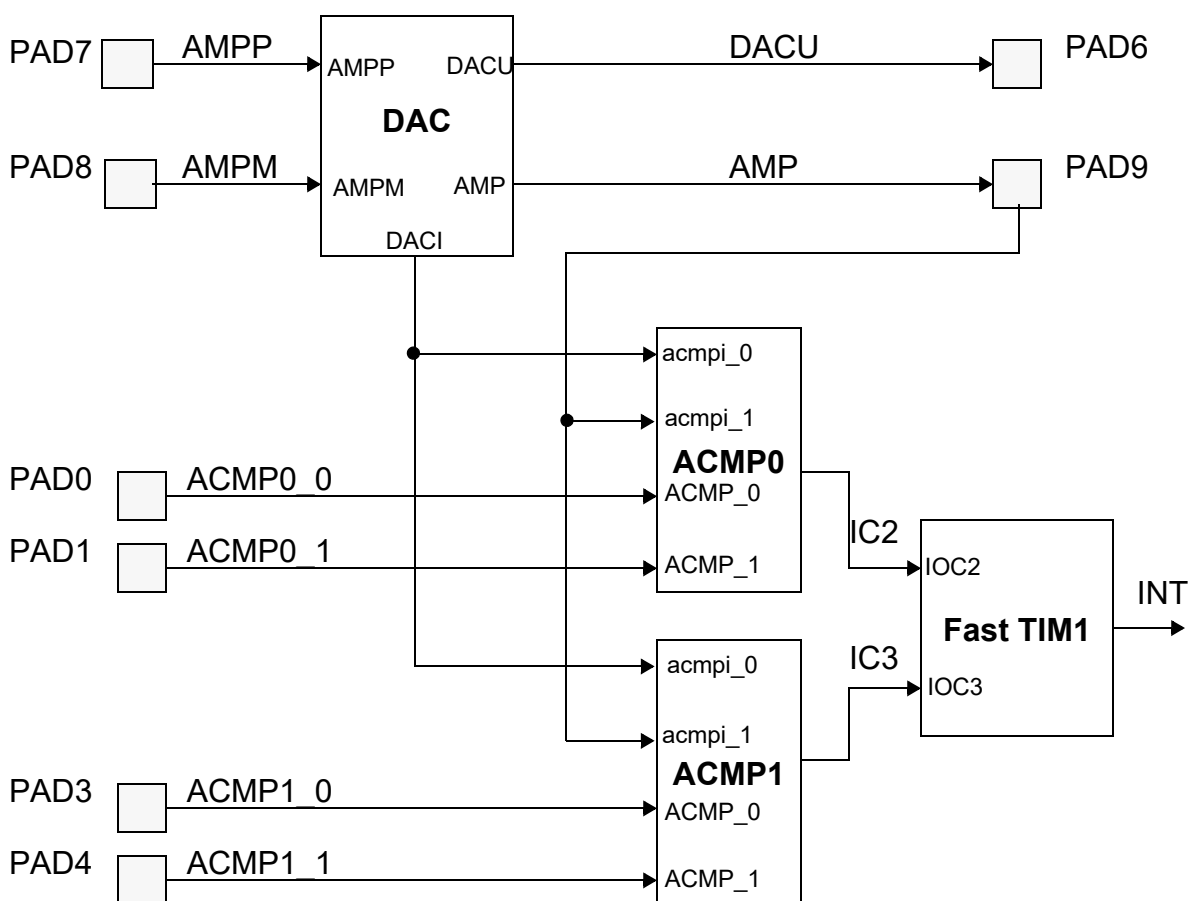 PAD7 AMPP DACU PAD6
AMPP DACU
DAC
PAD8 AMPM AMP PAD9
AMPM AMP
DACI
acmpi_0
acmpi_1
ACMP0
PAD0 ACMP0_0 ACMP_0
IC2
PAD1 ACMP0_1 ACMP_1
IOC2
INT
Fast TIM1
acmpi_0 IC3
IOC3
acmpi_1
ACMP1
PAD3 ACMP1_0
ACMP_0
PAD4 ACMP1_1
ACMP_1